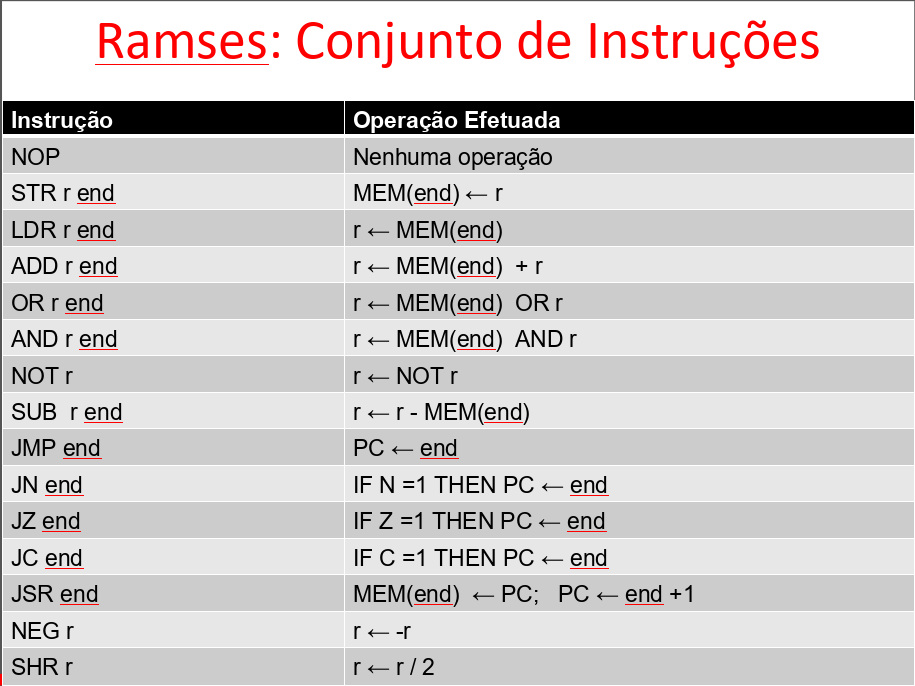 Ramses: Conjunto de Instruções
Instrução Operação Efetuada
NOP Nenhuma operação
STR r end MEM(end) ← r
LDR r end r ← MEM(end)
ADD r end r ← MEM(end) + r
OR r end r ← MEM(end) OR r
AND r end r ← MEM(end) AND r
NOT r r ← NOT r
SUB r end r ← r - MEM(end)
JMP end PC ← end
JN end IF N =1 THEN PC ← end
JZ end IF Z =1 THEN PC ← end
JC end IF C =1 THEN PC ← end
JSR end MEM(end) ← PC; PC ← end +1
NEG r r ← -r
SHR r r ← r / 2